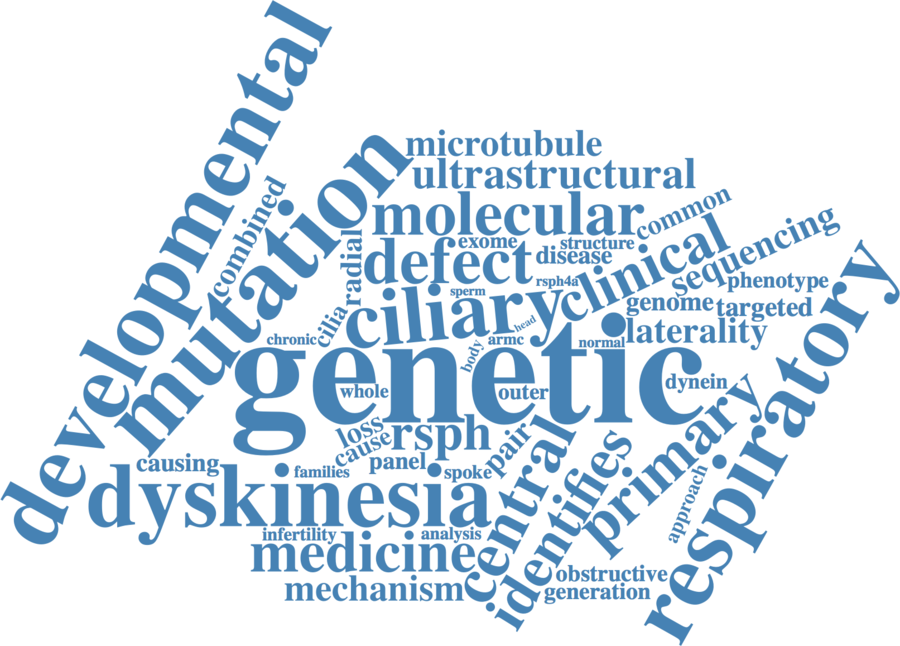 developmental
mutation
combined
microtubule
ultrastructural
molecular
common
exome
structure
defect
disease
radial
cilia
sperm
rsph4a
ciliary
clinical
sequencing
phenotype
genome
targeted
laterality
chronic
head
body
armc
normal
genetic
whole
outer
dynein
respiratory
primary
loss
cause
rsph
pair
central
identifies
causing
families
panel
spoke
approach
dyskinesia
infertility
analysis
medicine
mechanism
obstructive
generation